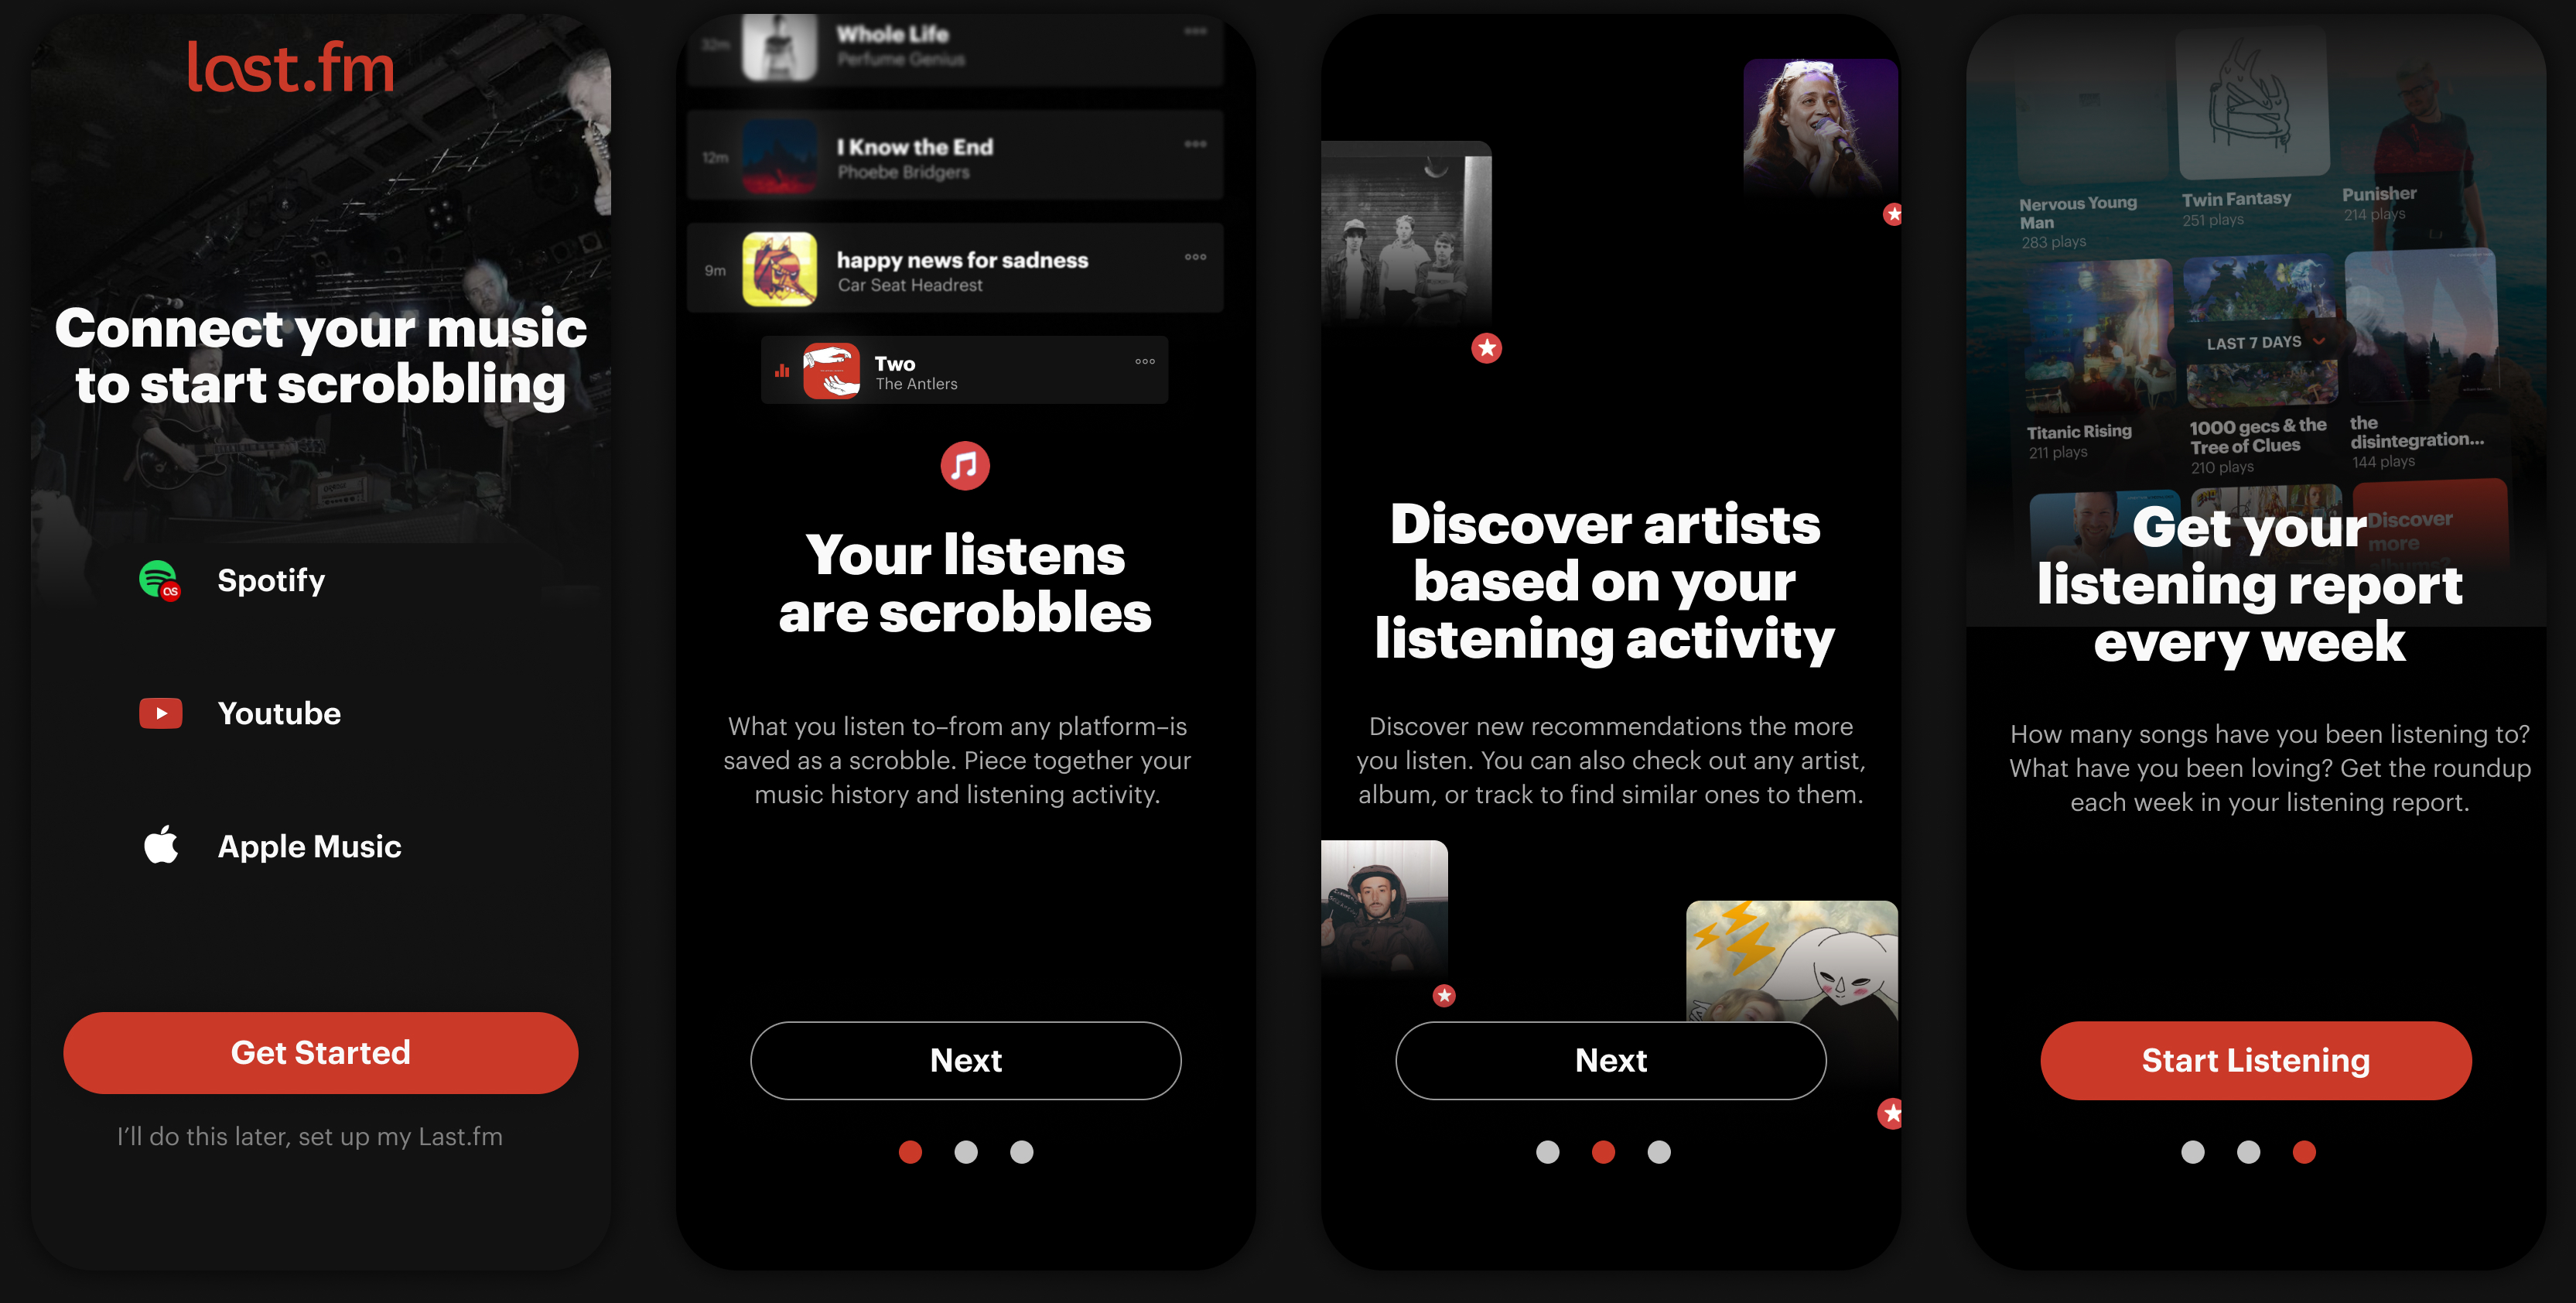 last.fm
Connect your music
to start scrobbling
Spotify
Youtube
Apple Music
Get Started
I'll do this later, set up my Last.fm
32m
Whole Life
Perfume Genius
12m
I Know the End
Phoebe Bridgers
9m
happy news for sadness
Car Seat Headrest
Two
The Antlers
Your listens
are scrobbles
What you listen to–from any platform–is
saved as a scrobble. Piece together your
music history and listening activity.
Next
Discover artists
based on your
listening activity
Discover new recommendations the more
you listen. You can also check out any artist,
album, or track to find similar ones to them.
Next
Nervous Young
Man
283 plays
Twin Fantasy
251 plays
Punisher
214 plays
LAST 7 DAYS
Titanic Rising
211 plays
1000 gecs & the
Tree of Clues
210 plays
the
disintegration...
144 plays
Discover
more
albums?
Get your
listening report
every week
How many songs have you been listening to?
What have you been loving? Get the roundup
each week in your listening report.
Start Listening